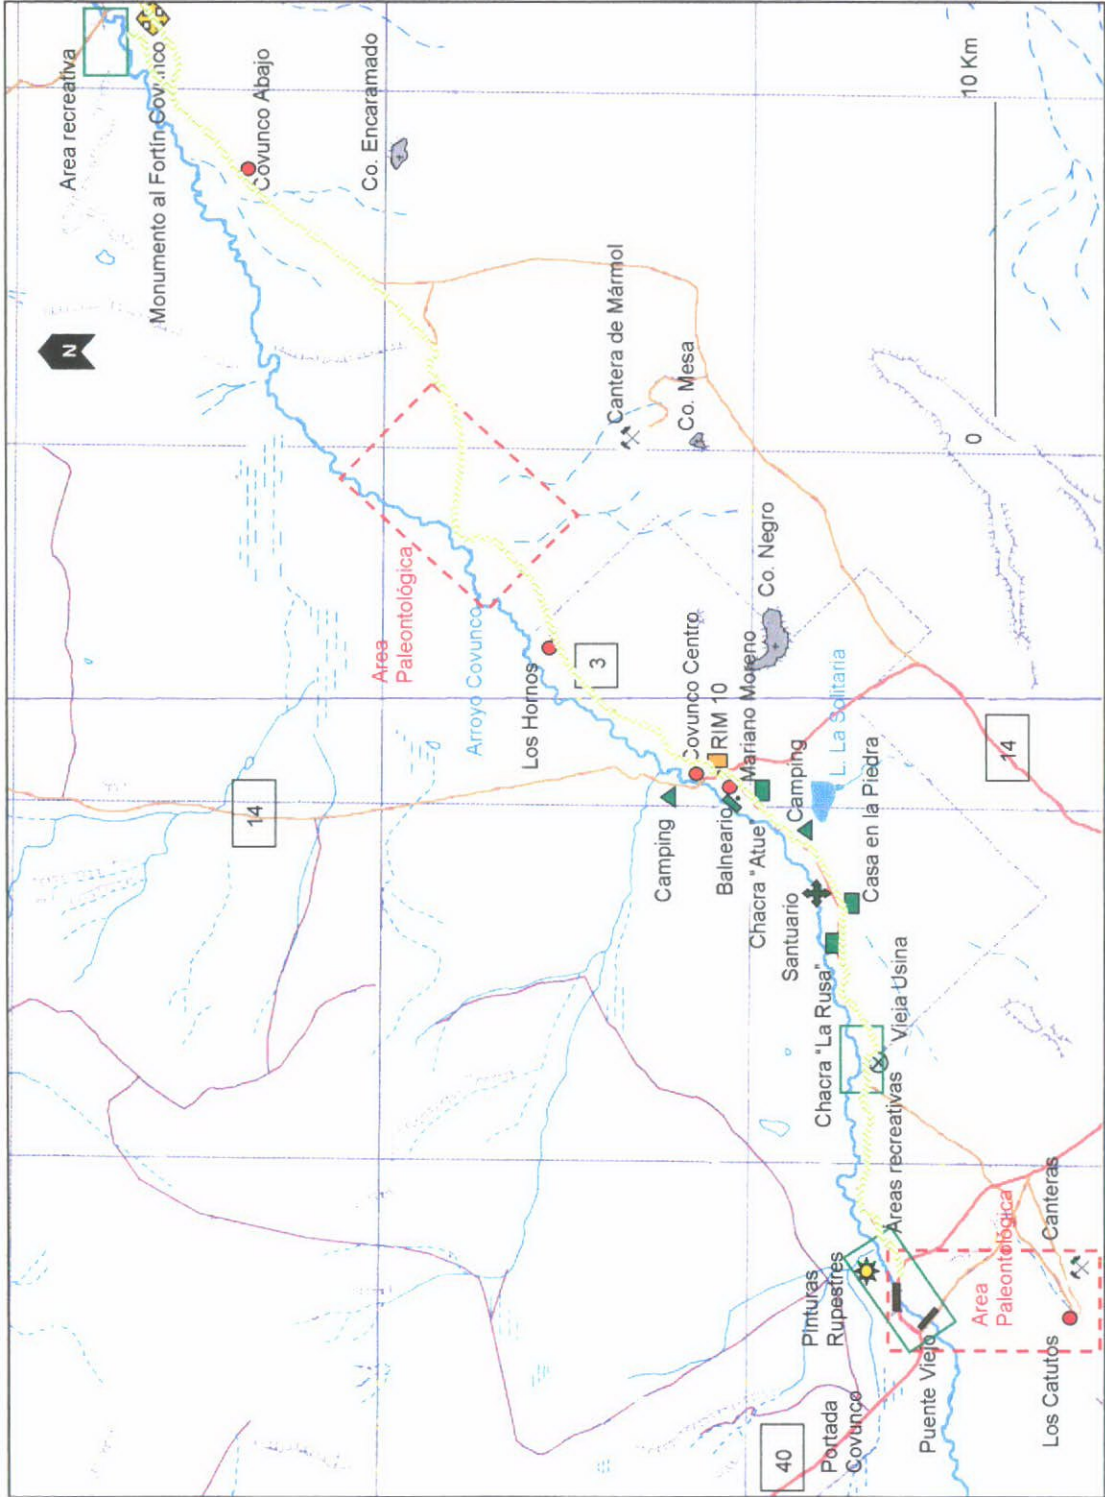 Area recreativa
Monumento al Fortín Covunco
Covunco Abajo
Co. Encaramado
N
Cantera de Mármol
Co. Mesa
10 Km
0
Area
Paleontológica
Arroyo Covunco
Los Hornos
3
Covunco Centro
RIM 10
Mariano Moreno
Co. Negro
14
14
Camping
Balneario
Chacra "Atue"
Camping
L. La Solitaria
Santuario
Casa en la Piedra
Chacra "La Rusa"
Vieja Usina
Areas recreativas
Pinturas
Rupestres
Portada
Covunco
40
Puente Viejo
Area
Paleontológica
Canteras
Los Catutos